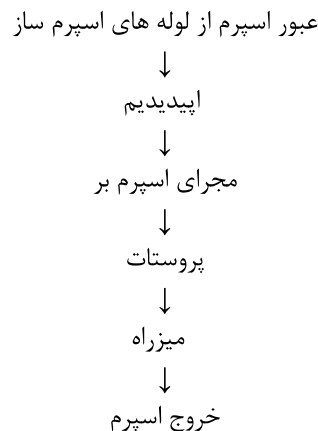 عبور اسپرم از لوله های اسپرم ساز
↓
اپیدیدیم
↓
مجرای اسپرم بر
↓
پروستات
↓
میزراه
↓
خروج اسپرم